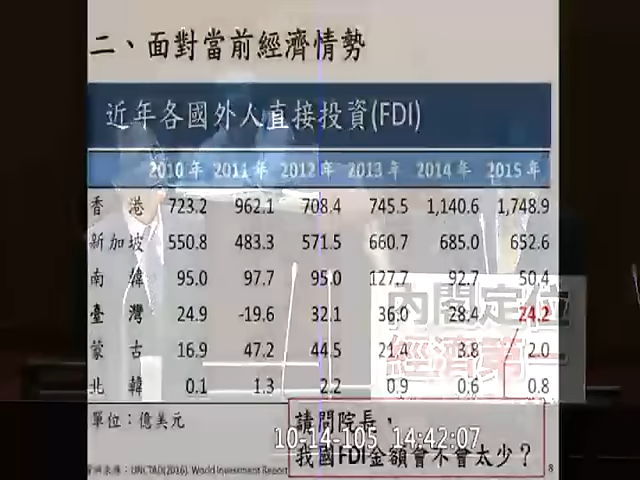 二、面對當前經濟情勢
近年各國外人直接投資(FDI)
2010年 2011年 2012年 2013年 2014年 2015年
香港 723.2 962.1 708.4 745.5 1,140.6 1,748.9
新加坡 550.8 483.3 571.5 660.7 685.0 652.6
南韓 95.0 97.7 95.0 127.7 92.7 50.4
內閣定位
臺灣 24.9 -19.6 32.1 36.0 28.4 24.2
經濟第一
蒙古 16.9 47.2 44.5 21.4 3.8 2.0
北韓 0.1 1.3 2.2 0.9 0.6 0.8
單位：億美元
請問院長，
10-14-105 14:42:07
我國FDI金額會不會太少？
資料來源：UNCTAD(2016). World Investment Report
8